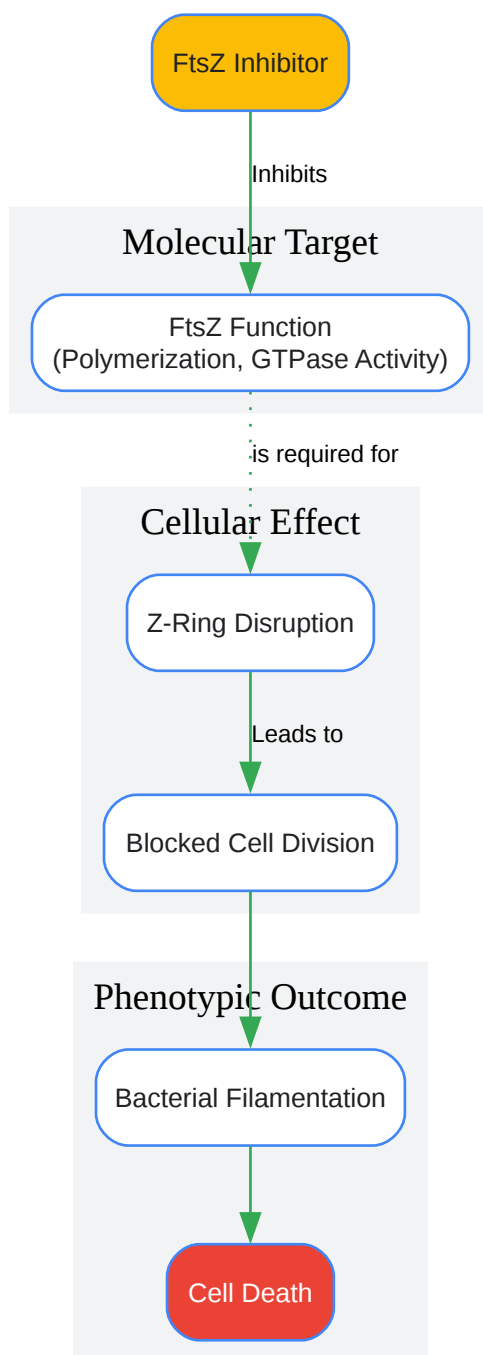 FtsZ Inhibitor
Inhibits
Molecular Target
FtsZ Function
(Polymerization, GTPase Activity)
is required for
Cellular Effect
Z-Ring Disruption
Leads to
Blocked Cell Division
Phenotypic Outcome
Bacterial Filamentation
Cell Death